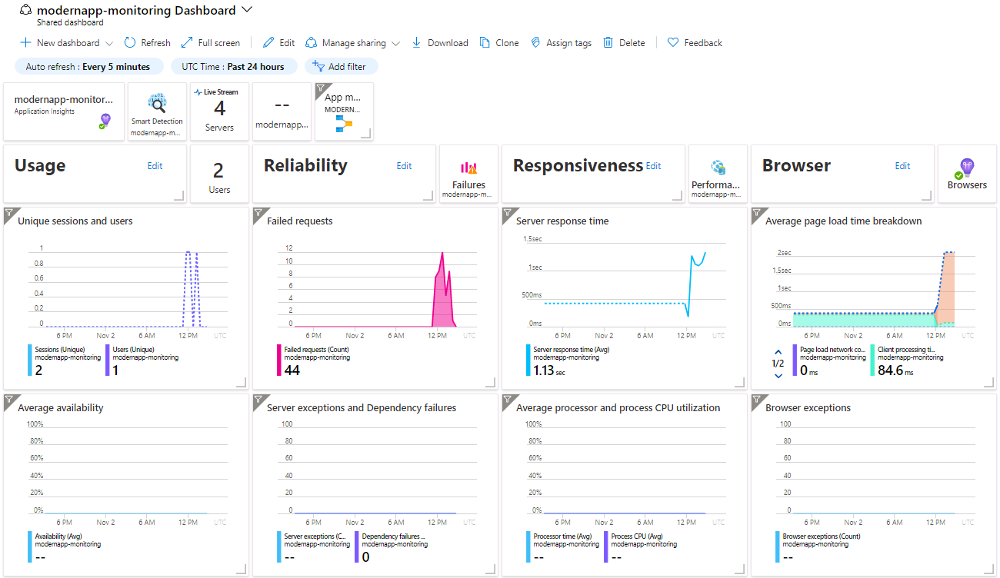 modernapp-monitoring Dashboard
Shared dashboard
New dashboard Refresh Full screen Edit Manage sharing Download Clone Assign tags Delete Feedback
Auto refresh : Every 5 minutes UTC Time : Past 24 hours Add filter
modernapp-monitor...
Application Insights
Smart Detection
modernapp-m...
Live Stream
4
Servers
--
modernapp...
App m...
MODERN...
Usage Edit
2
Users
Reliability Edit
Failures
modernapp-m...
Responsiveness Edit
Performa...
modernapp-m...
Browser Edit
Browsers
Unique sessions and users
1
0.8
0.6
0.4
0.2
0
6 PM Nov 2 6 AM 12 PM UTC
Sessions (Unique)
modernapp-monitoring
2
Users (Unique)
modernapp-monitoring
1
Failed requests
12
10
8
6
4
2
0
6 PM Nov 2 6 AM 12 PM UTC
Failed requests (Count)
modernapp-monitoring
44
Server response time
1.5sec
1sec
500ms
0ms
6 PM Nov 2 6 AM 12 PM UTC
Server response time (Avg)
modernapp-monitoring
1.13 sec
Average page load time breakdown
2sec
1.5sec
1sec
500ms
0ms
6 PM Nov 2 6 AM 12 PM UTC
1/2
Page load network co...
modernapp-monitoring
0 ms
Client processing ti...
modernapp-monitoring
84.6 ms
Average availability
100%
80%
60%
40%
20%
0%
6 PM Nov 2 6 AM 12 PM UTC
Availability (Avg)
modernapp-monitoring
--
Server exceptions and Dependency failures
100
80
60
40
20
0
6 PM Nov 2 6 AM 12 PM UTC
Server exceptions (C...
modernapp-monitoring
--
Dependency failures ...
modernapp-monitoring
0
Average processor and process CPU utilization
100%
80%
60%
40%
20%
0%
6 PM Nov 2 6 AM 12 PM UTC
Processor time (Avg)
modernapp-monitoring
--
Process CPU (Avg)
modernapp-monitoring
--
Browser exceptions
100
80
60
40
20
0
6 PM Nov 2 6 AM 12 PM UTC
Browser exceptions (Count)
modernapp-monitoring
--